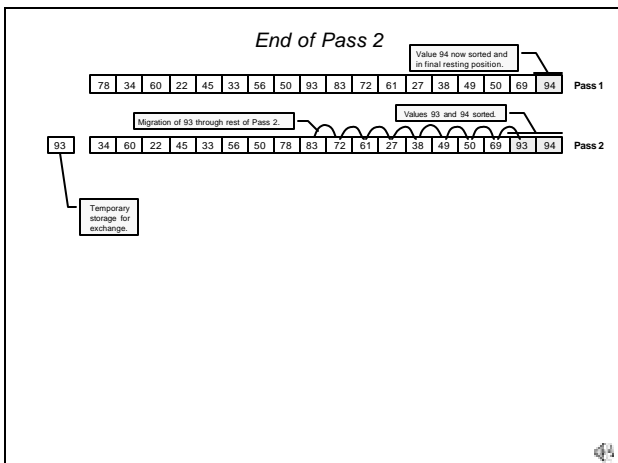 End of Pass 2
Value 94 now sorted and
in final resting position.
78 34 60 22 45 33 56 50 93 83 72 61 27 38 49 50 69 94 Pass 1
Migration of 93 through rest of Pass 2.
Values 93 and 94 sorted.
93 34 60 22 45 33 56 50 78 83 72 61 27 38 49 50 69 93 94 Pass 2
Temporary
storage for
exchange.